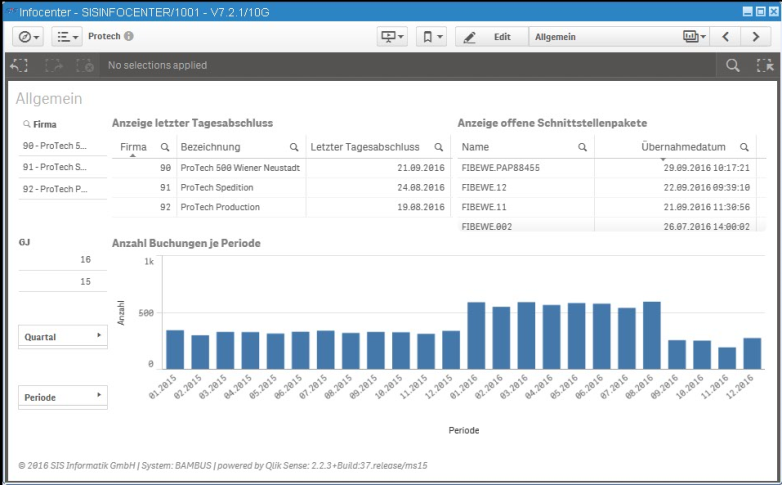 Infocenter - SISINFOCENTER/1001 - V7.2.1/10G
Protech
Edit
Allgemein
No selections applied
Allgemein
Firma
90 - ProTech 5...
91 - ProTech S...
92 - ProTech P...
Anzeige letzter Tagesabschluss
Firma Bezeichnung Letzter Tagesabschluss
90 ProTech 500 Wiener Neustadt 21.09.2016
91 ProTech Spedition 24.08.2016
92 ProTech Production 19.08.2016
Anzeige offene Schnittstellenpakete
Name Übernahmedatum
FIBEWE.PAP88455 29.09.2016 10:17:21
FIBEWE.12 22.09.2016 09:39:10
FIBEWE.11 21.09.2016 11:30:56
FIBEWE.002 26.07.2016 14:00:02
GJ
16
15
Quartal
Periode
Anzahl Buchungen je Periode
Anzahl
1k
500
0
01.2015 02.2015 03.2015 04.2015 05.2015 06.2015 07.2015 08.2015 09.2015 10.2015 11.2015 12.2015 01.2016 02.2016 03.2016 04.2016 05.2016 06.2016 07.2016 08.2016 09.2016 10.2016 11.2016 12.2016
Periode
© 2016 SIS Informatik GmbH | System: BAMBUS | powered by Qlik Sense: 2.2.3+Build:37.release/ms15